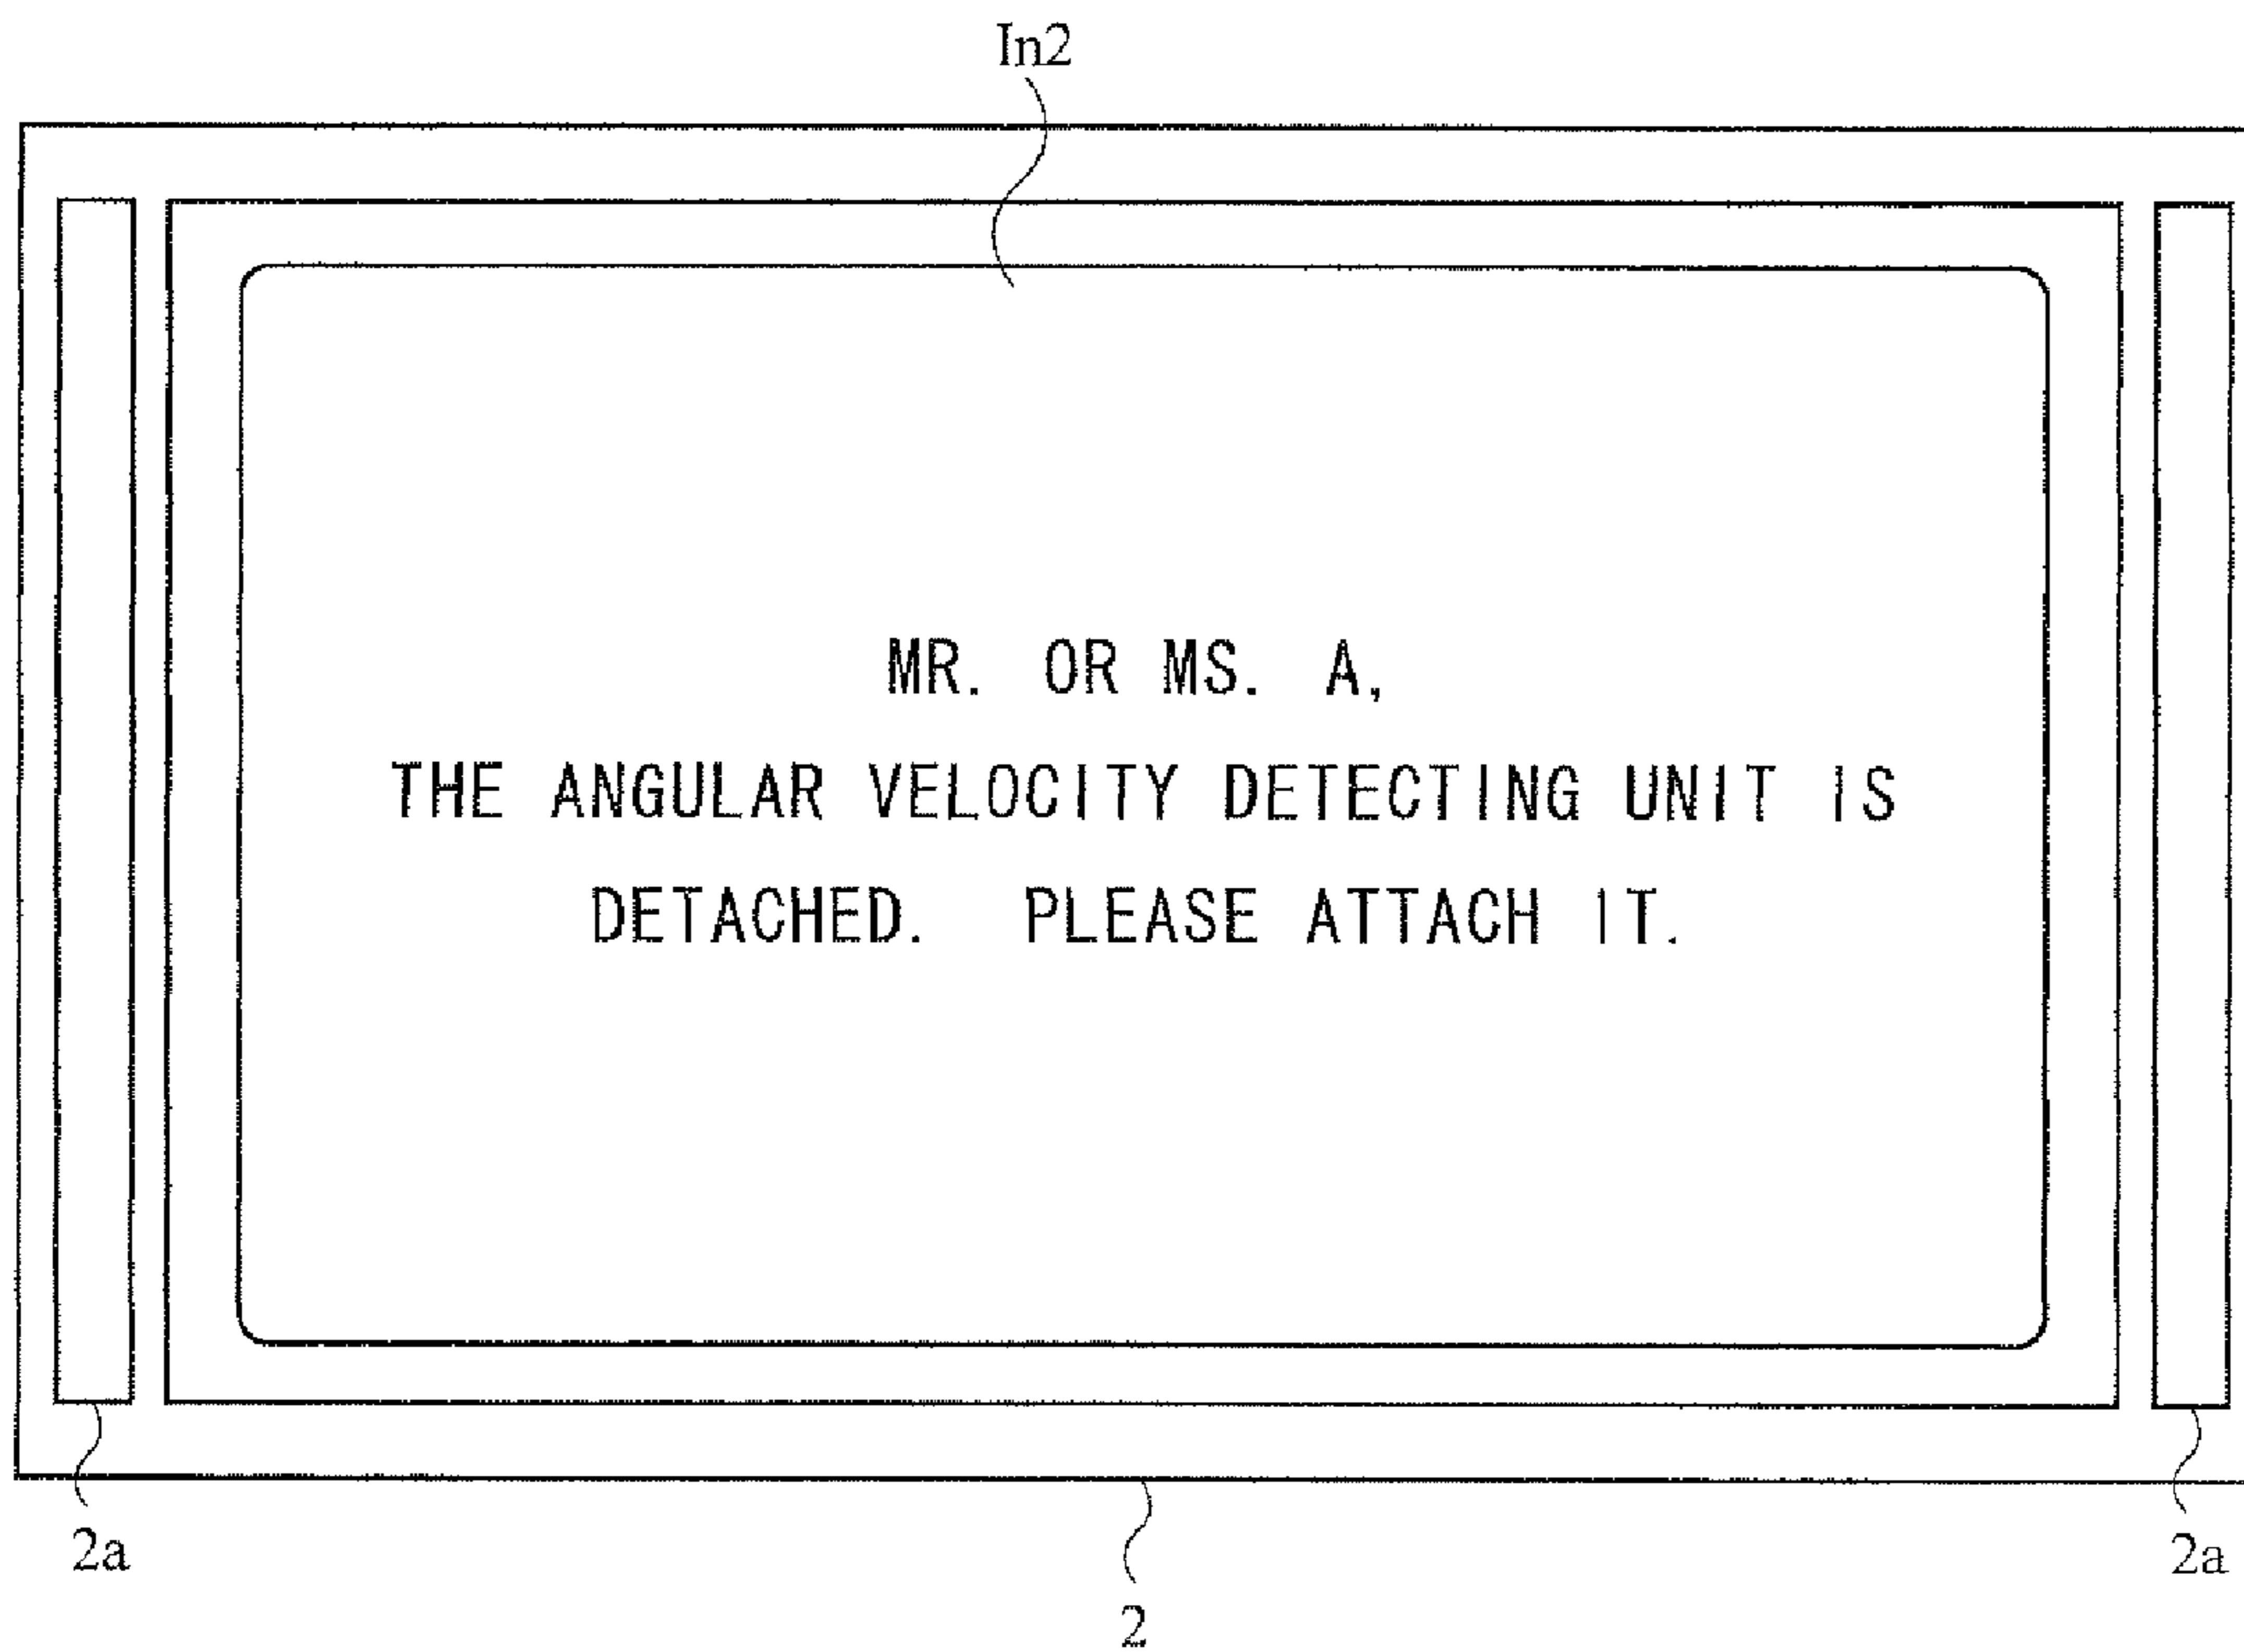 In2
MR. OR MS. A,
THE ANGULAR VELOCITY DETECTING UNIT IS
DETACHED. PLEASE ATTACH IT.
2a
2a
2